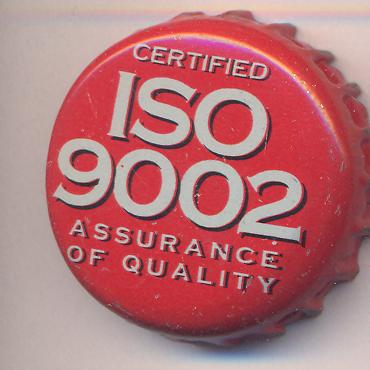 CERTIFIED
ISO
9002
ASSURANCE
OF QUALITY